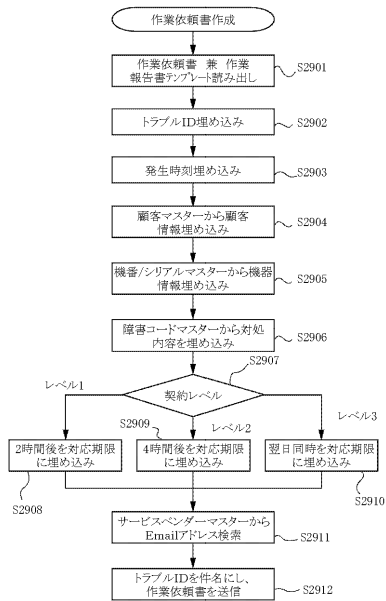 作業依頼書作成
作業依頼書 兼 作業
報告書テンプレート読み出し
S2901
トラブルID埋め込み
S2902
発生時刻埋め込み
S2903
顧客マスターから顧客
情報埋め込み
S2904
機番/シリアルマスターから機器
情報埋め込み
S2905
障害コードマスターから対処
内容を埋め込み
S2906
S2907
契約レベル
レベル1
S2909
レベル2
レベル3
2時間後を対応期限
に埋め込み
S2908
4時間後を対応期限
に埋め込み
翌日同時を対応期限
に埋め込み
S2910
サービスベンダーマスターから
Emailアドレス検索
S2911
トラブルIDを件名にし、
作業依頼書を送信
S2912